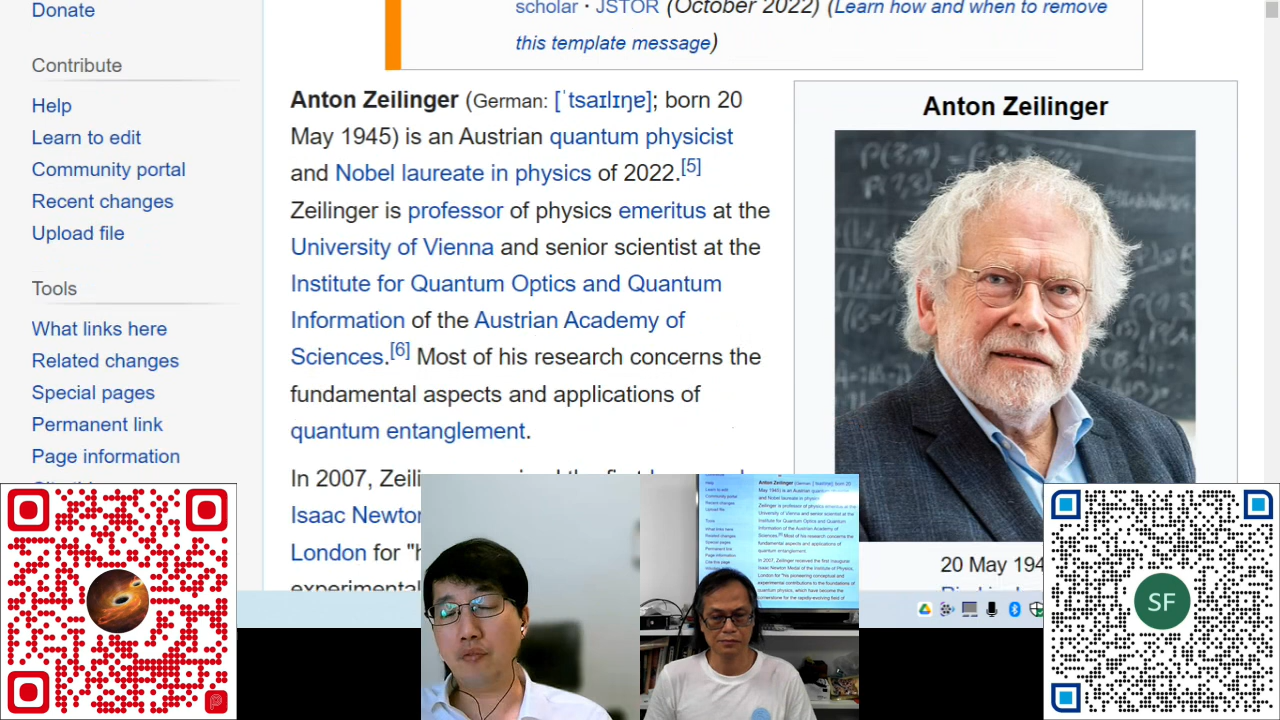 Donate
Contribute
Help
Learn to edit
Community portal
Recent changes
Upload file
Tools
What links here
Related changes
Special pages
Permanent link
Page information
scholar · JSTOR (October 2022) (Learn how and when to remove
this template message)
Anton Zeilinger (German: [ˈtsaɪlɪŋɐ]; born 20
May 1945) is an Austrian quantum physicist
and Nobel laureate in physics of 2022.[5]
Zeilinger is professor of physics emeritus at the
University of Vienna and senior scientist at the
Institute for Quantum Optics and Quantum
Information of the Austrian Academy of
Sciences.[6] Most of his research concerns the
fundamental aspects and applications of
quantum entanglement.
In 2007,
Isaac
London for
experimental
Anton Zeilinger
20 May
SF